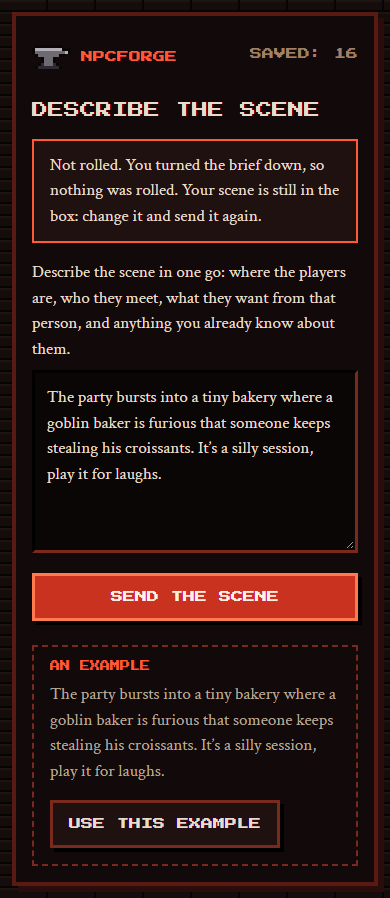 NPCFORGE
SAVED: 16
DESCRIBE THE SCENE
Not rolled. You turned the brief down, so
nothing was rolled. Your scene is still in the
box: change it and send it again.
Describe the scene in one go: where the players
are, who they meet, what they want from that
person, and anything you already know about
them.
The party bursts into a tiny bakery where a
goblin baker is furious that someone keeps
stealing his croissants. It’s a silly session,
play it for laughs.
SEND THE SCENE
AN EXAMPLE
The party bursts into a tiny bakery where a
goblin baker is furious that someone keeps
stealing his croissants. It’s a silly session,
play it for laughs.
USE THIS EXAMPLE